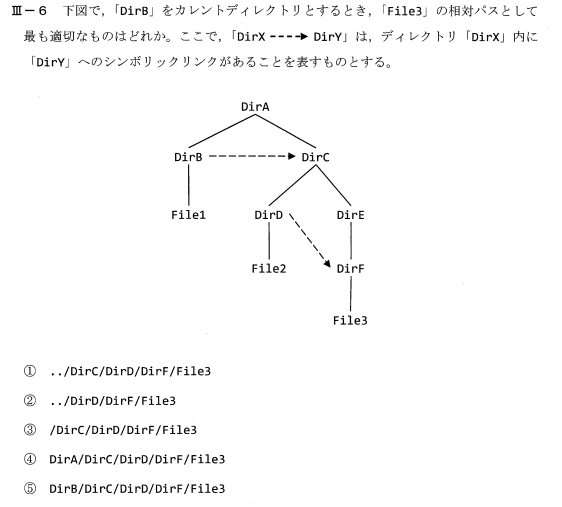 Ⅲ－６　下図で，「DirB」をカレントディレクトリとするとき，「File3」の相対パスとして
最も適切なものはどれか。ここで，「DirX ----▶ DirY」は，ディレクトリ「DirX」内に
「DirY」へのシンボリックリンクがあることを表すものとする。
DirA
DirB DirC
File1 DirD DirE
File2 DirF
File3
① ../DirC/DirD/DirF/File3
② ../DirD/DirF/File3
③ /DirC/DirD/DirF/File3
④ DirA/DirC/DirD/DirF/File3
⑤ DirB/DirC/DirD/DirF/File3